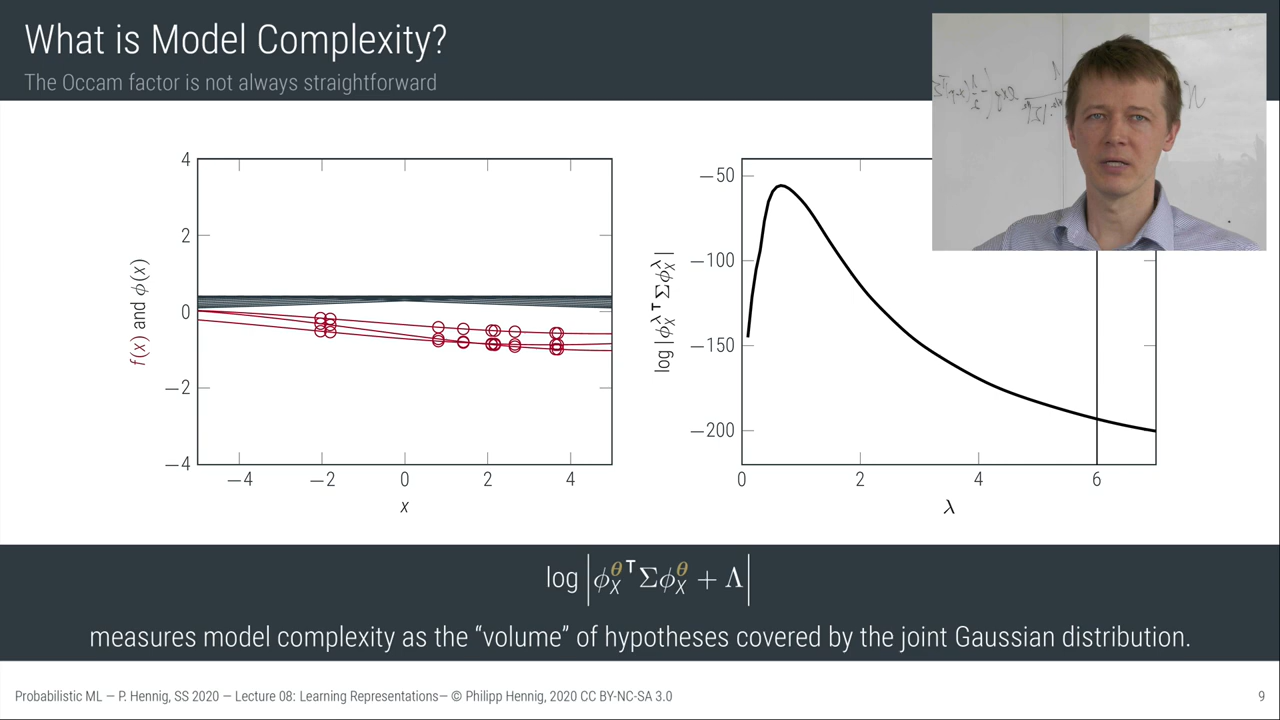 What is Model Complexity?
The Occam factor is not always straightforward
4
2
0
−2
−4
f(x) and ϕ(x)
−4 −2 0 2 4
x
−50
−100
−150
−200
log |ϕ_X^λ⊤ Σϕ_X^λ|
0 2 4 6
λ
log |ϕ_X^θ⊤ Σϕ_X^θ + Λ|
measures model complexity as the “volume” of hypotheses covered by the joint Gaussian distribution.
Probabilistic ML — P. Hennig, SS 2020 — Lecture 08: Learning Representations— © Philipp Hennig, 2020 CC BY-NC-SA 3.0
9